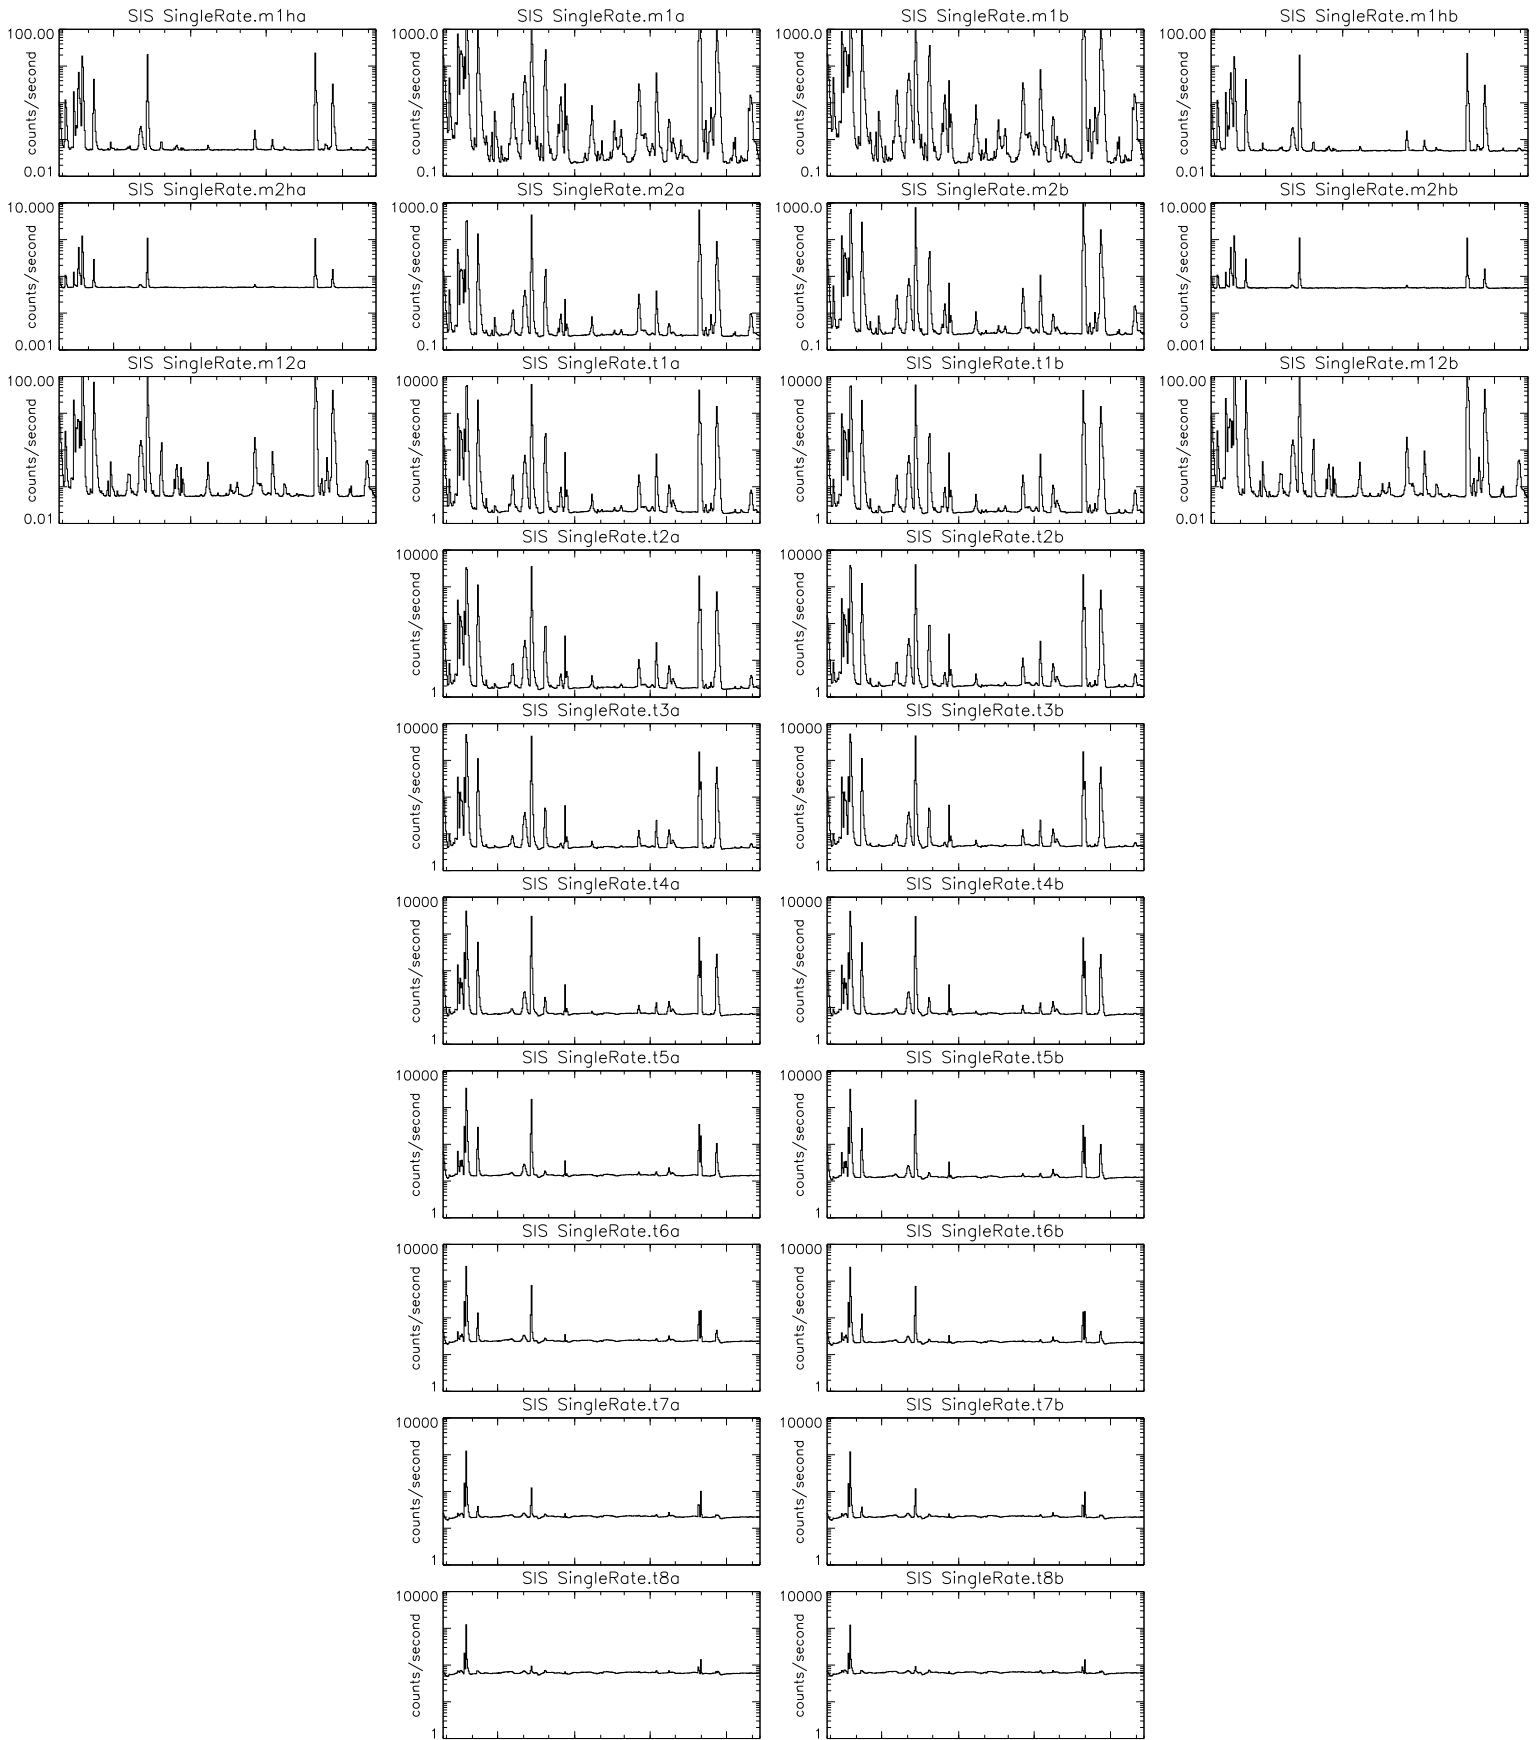 SIS SingleRate.m1ha
100.00
counts/second
0.01
SIS SingleRate.m1a
1000.0
counts/second
0.1
SIS SingleRate.m1b
1000.0
counts/second
0.1
SIS SingleRate.m1hb
100.00
counts/second
0.01
SIS SingleRate.m2ha
10.000
counts/second
0.001
SIS SingleRate.m2a
1000.0
counts/second
0.1
SIS SingleRate.m2b
1000.0
counts/second
0.1
SIS SingleRate.m2hb
10.000
counts/second
0.001
SIS SingleRate.m12a
100.00
counts/second
0.01
SIS SingleRate.t1a
10000
counts/second
1
SIS SingleRate.t1b
10000
counts/second
1
SIS SingleRate.m12b
100.00
counts/second
0.01
SIS SingleRate.t2a
10000
counts/second
1
SIS SingleRate.t2b
10000
counts/second
1
SIS SingleRate.t3a
10000
counts/second
1
SIS SingleRate.t3b
10000
counts/second
1
SIS SingleRate.t4a
10000
counts/second
1
SIS SingleRate.t4b
10000
counts/second
1
SIS SingleRate.t5a
10000
counts/second
1
SIS SingleRate.t5b
10000
counts/second
1
SIS SingleRate.t6a
10000
counts/second
1
SIS SingleRate.t6b
10000
counts/second
1
SIS SingleRate.t7a
10000
counts/second
1
SIS SingleRate.t7b
10000
counts/second
1
SIS SingleRate.t8a
10000
counts/second
1
SIS SingleRate.t8b
10000
counts/second
1